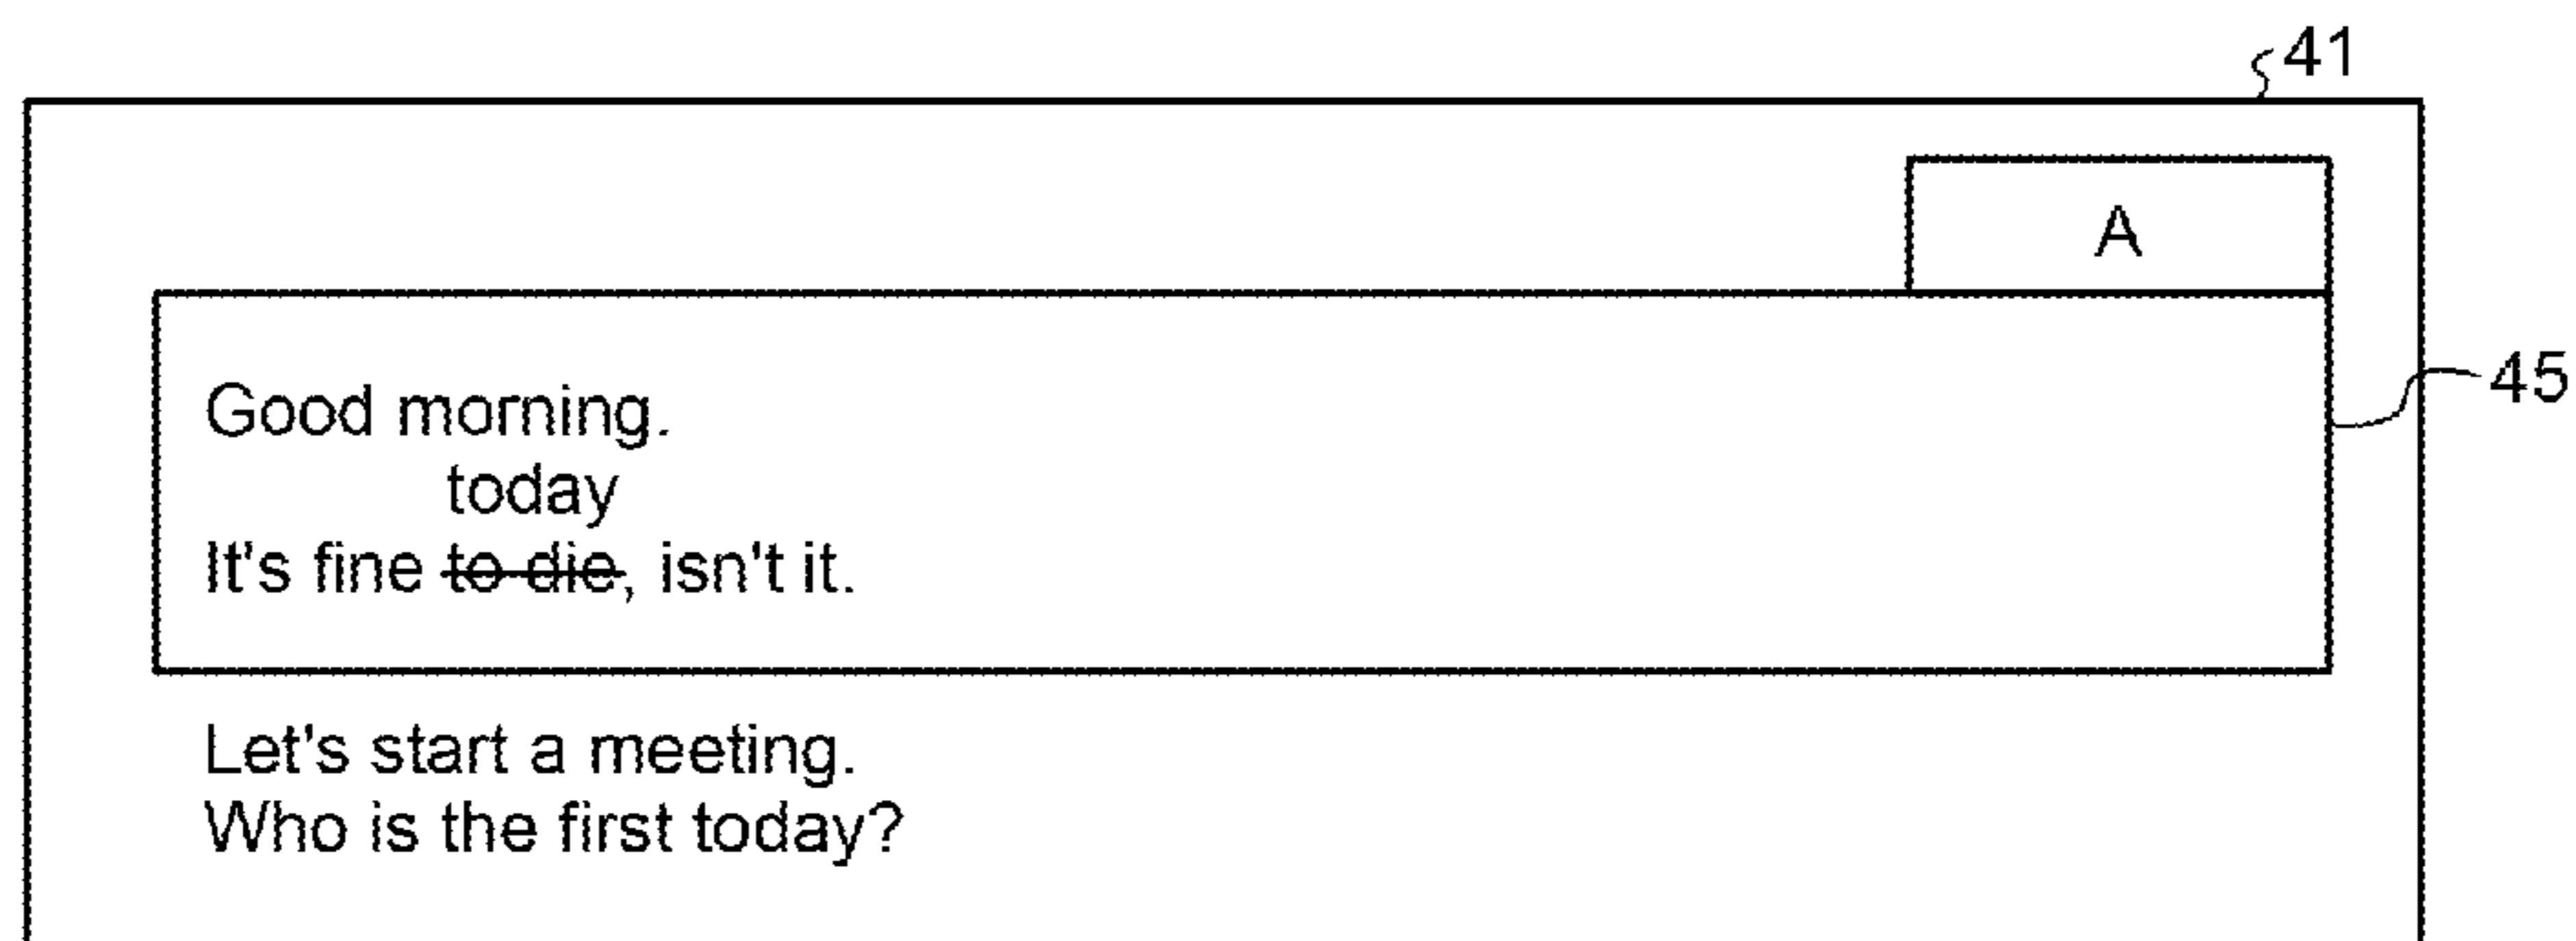 41
A
45
Good morning.
today
It's fine to die, isn't it.
Let's start a meeting.
Who is the first today?